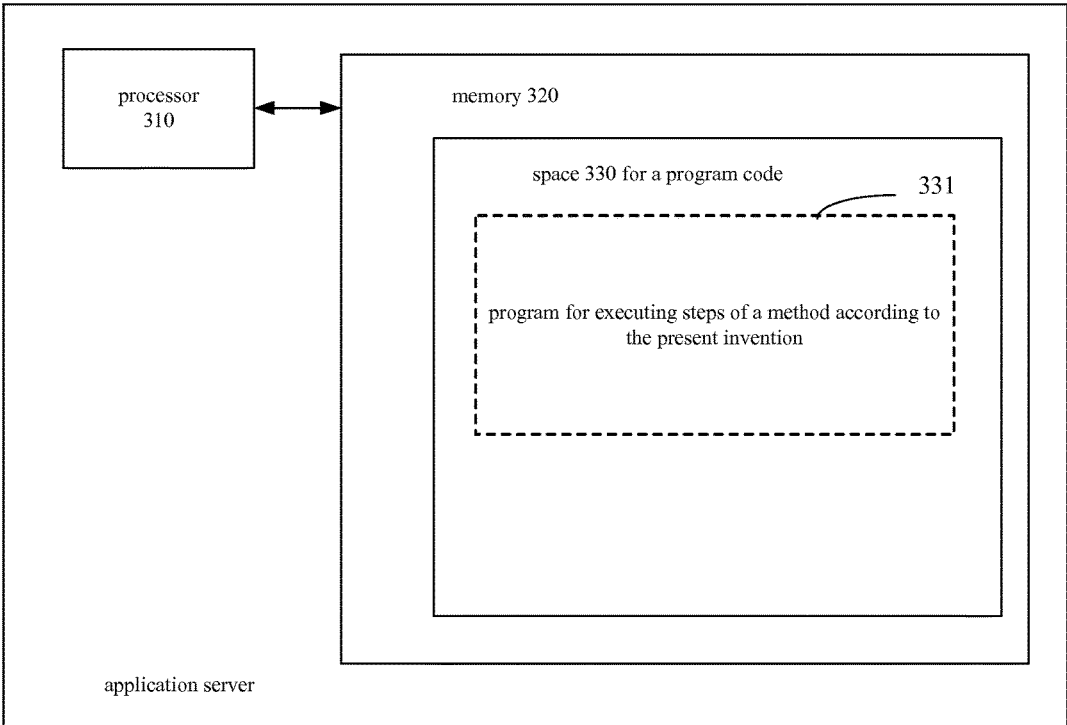 processor
310
memory 320
space 330 for a program code
331
program for executing steps of a method according to
the present invention
application server